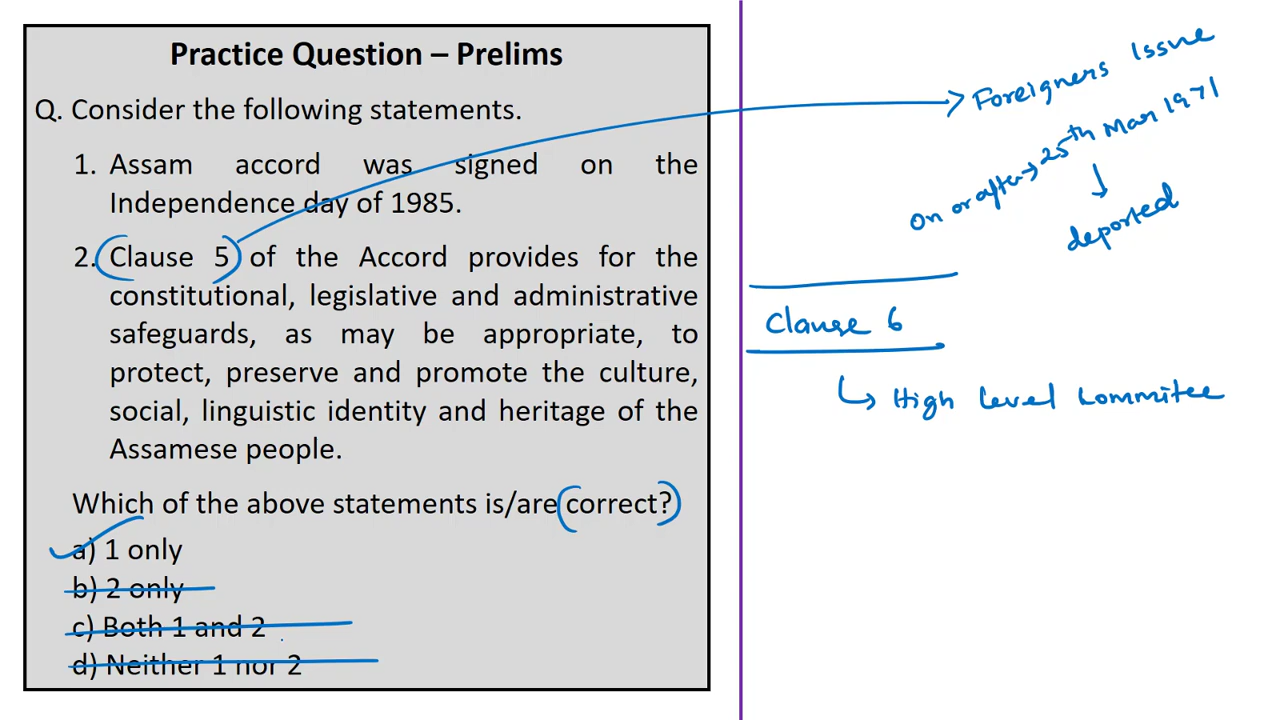 Practice Question – Prelims
Q. Consider the following statements.
1. Assam accord was signed on the
Independence day of 1985.
2. Clause 5 of the Accord provides for the
constitutional, legislative and administrative
safeguards, as may be appropriate, to
protect, preserve and promote the culture,
social, linguistic identity and heritage of the
Assamese people.
Which of the above statements is/are correct?
a) 1 only
b) 2 only
c) Both 1 and 2
d) Neither 1 nor 2
Foreigners Issue
On or after → 25th Mar 1971
deported
Clause 6
High Level Commitee